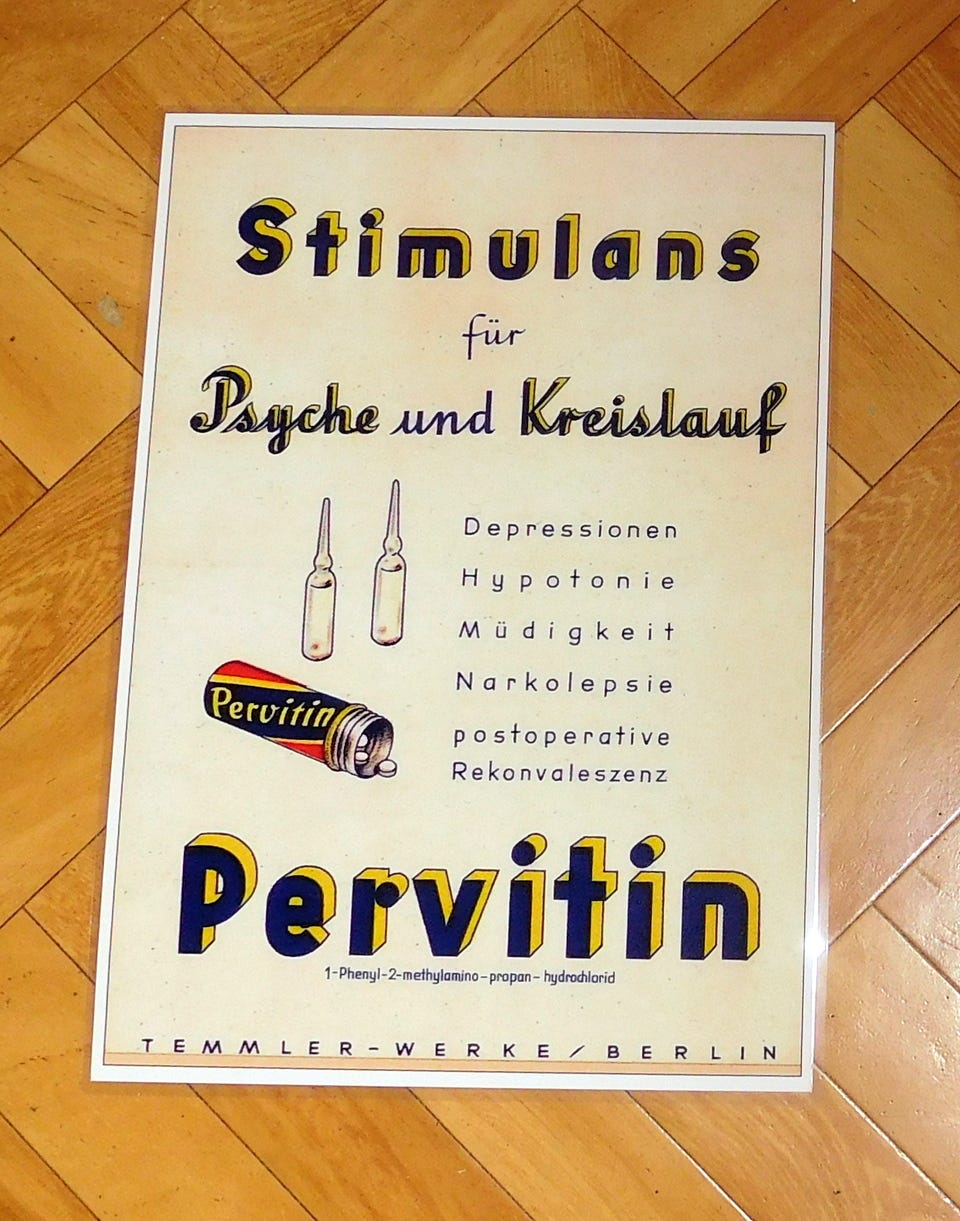 Stimulans
für
Psyche und Kreislauf
Depressionen
Hypotonie
Müdigkeit
Narkolepsie
postoperative
Rekonvaleszenz
Pervitin
Pervitin
1-Phenyl-2-methylamino-propan-hydrochlorid
TEMMLER-WERKE/BERLIN